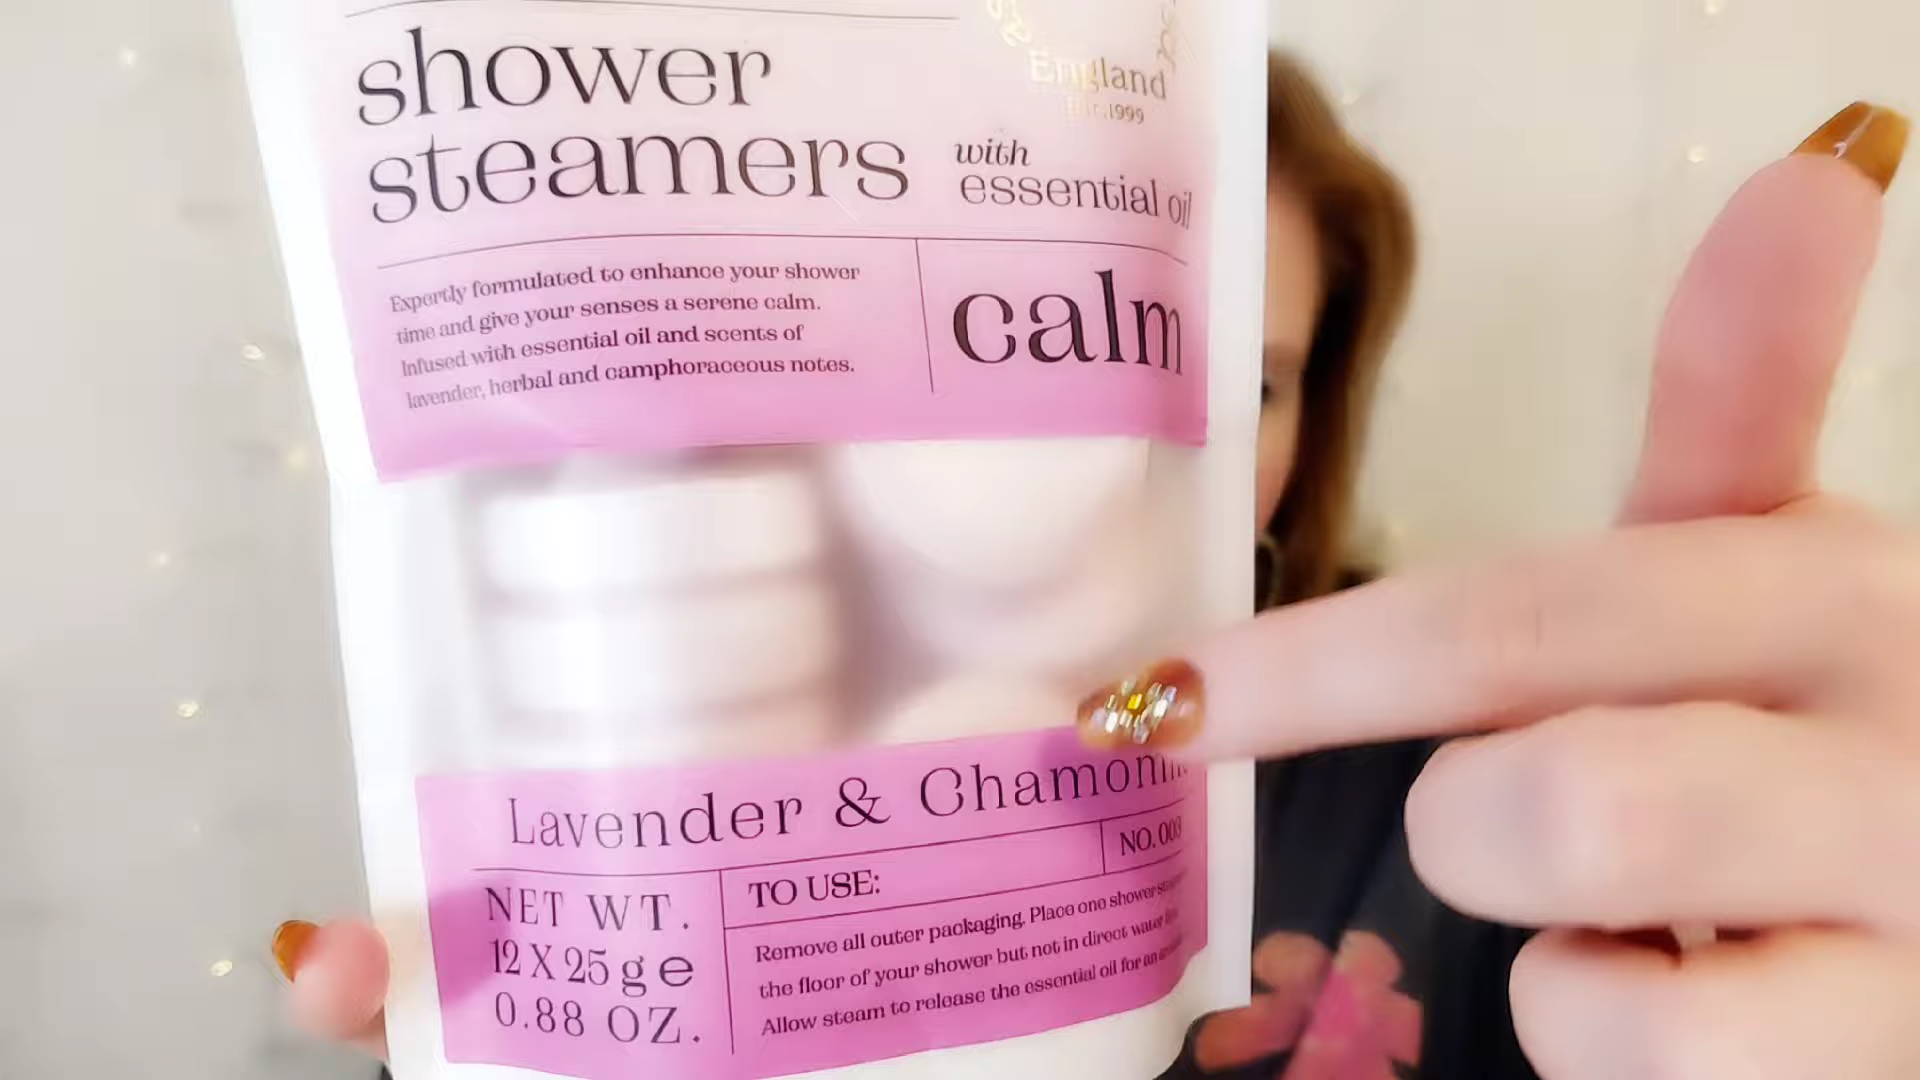 England
1999
shower
steamers
with
essential oil
Expertly formulated to enhance your shower
time and give your senses a serene calm.
Infused with essential oil and scents of
lavender, herbal and camphoraceous notes.
calm
Lavender &
NO. 003
NET WT.
12 X 25 g e
0.88 OZ.
TO USE:
Remove all outer packaging. Place one shower
the floor of your shower but not in direct water
Allow steam to release the essential oil for an